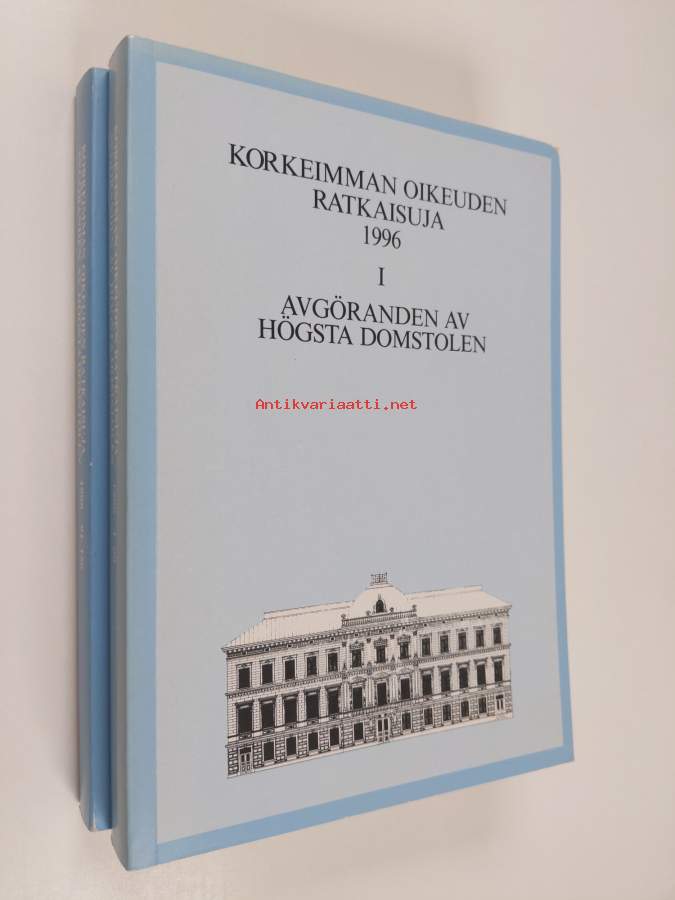 KORKEIMMAN OIKEUDEN
RATKAISUJA
1996
I
AVGÖRANDEN AV
HÖGSTA DOMSTOLEN
Antikvariaatti.net